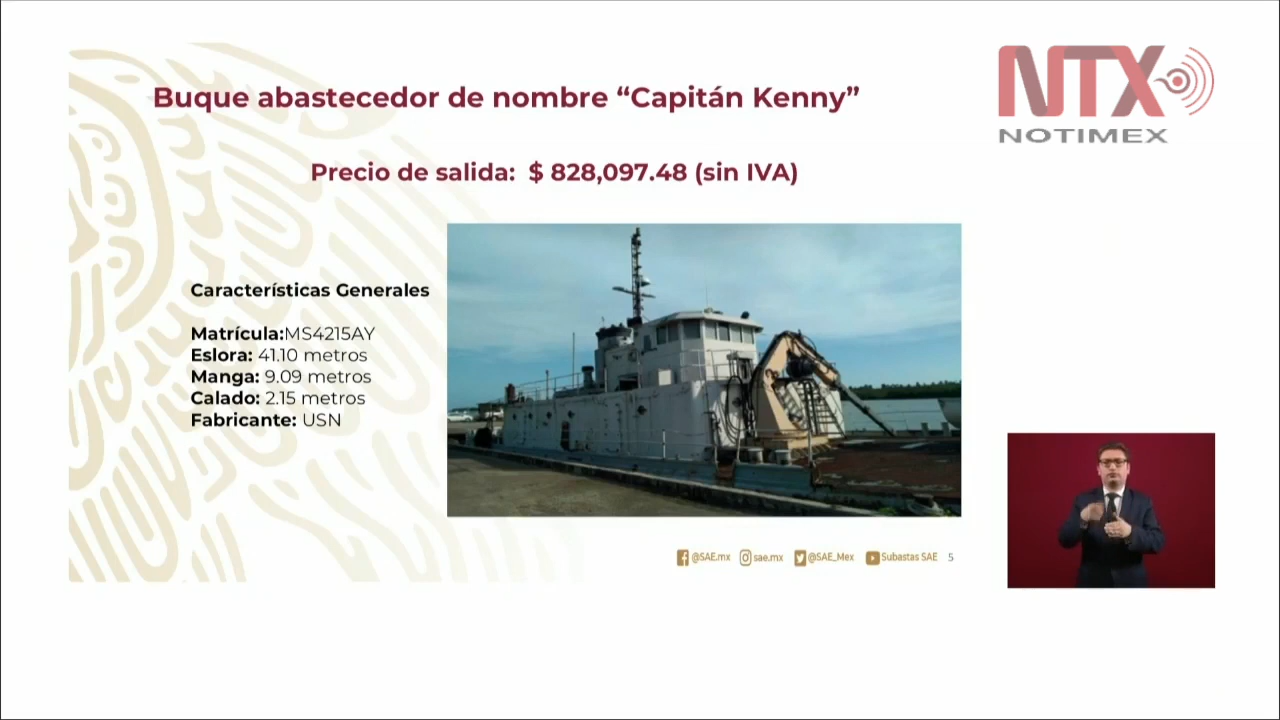 Buque abastecedor de nombre “Capitán Kenny”
NTX
NOTIMEX
Precio de salida: $ 828,097.48 (sin IVA)
Características Generales
Matrícula:MS4215AY
Eslora: 41.10 metros
Manga: 9.09 metros
Calado: 2.15 metros
Fabricante: USN
@SAE.mx sae.mx @SAE_Mex Subastas SAE 5